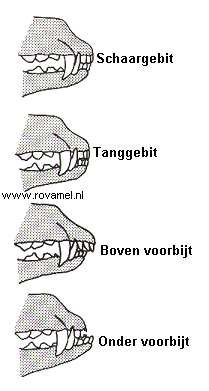 Schaargebit
Tanggebit
www.rovamel.nl
Boven voorbijt
Onder voorbijt